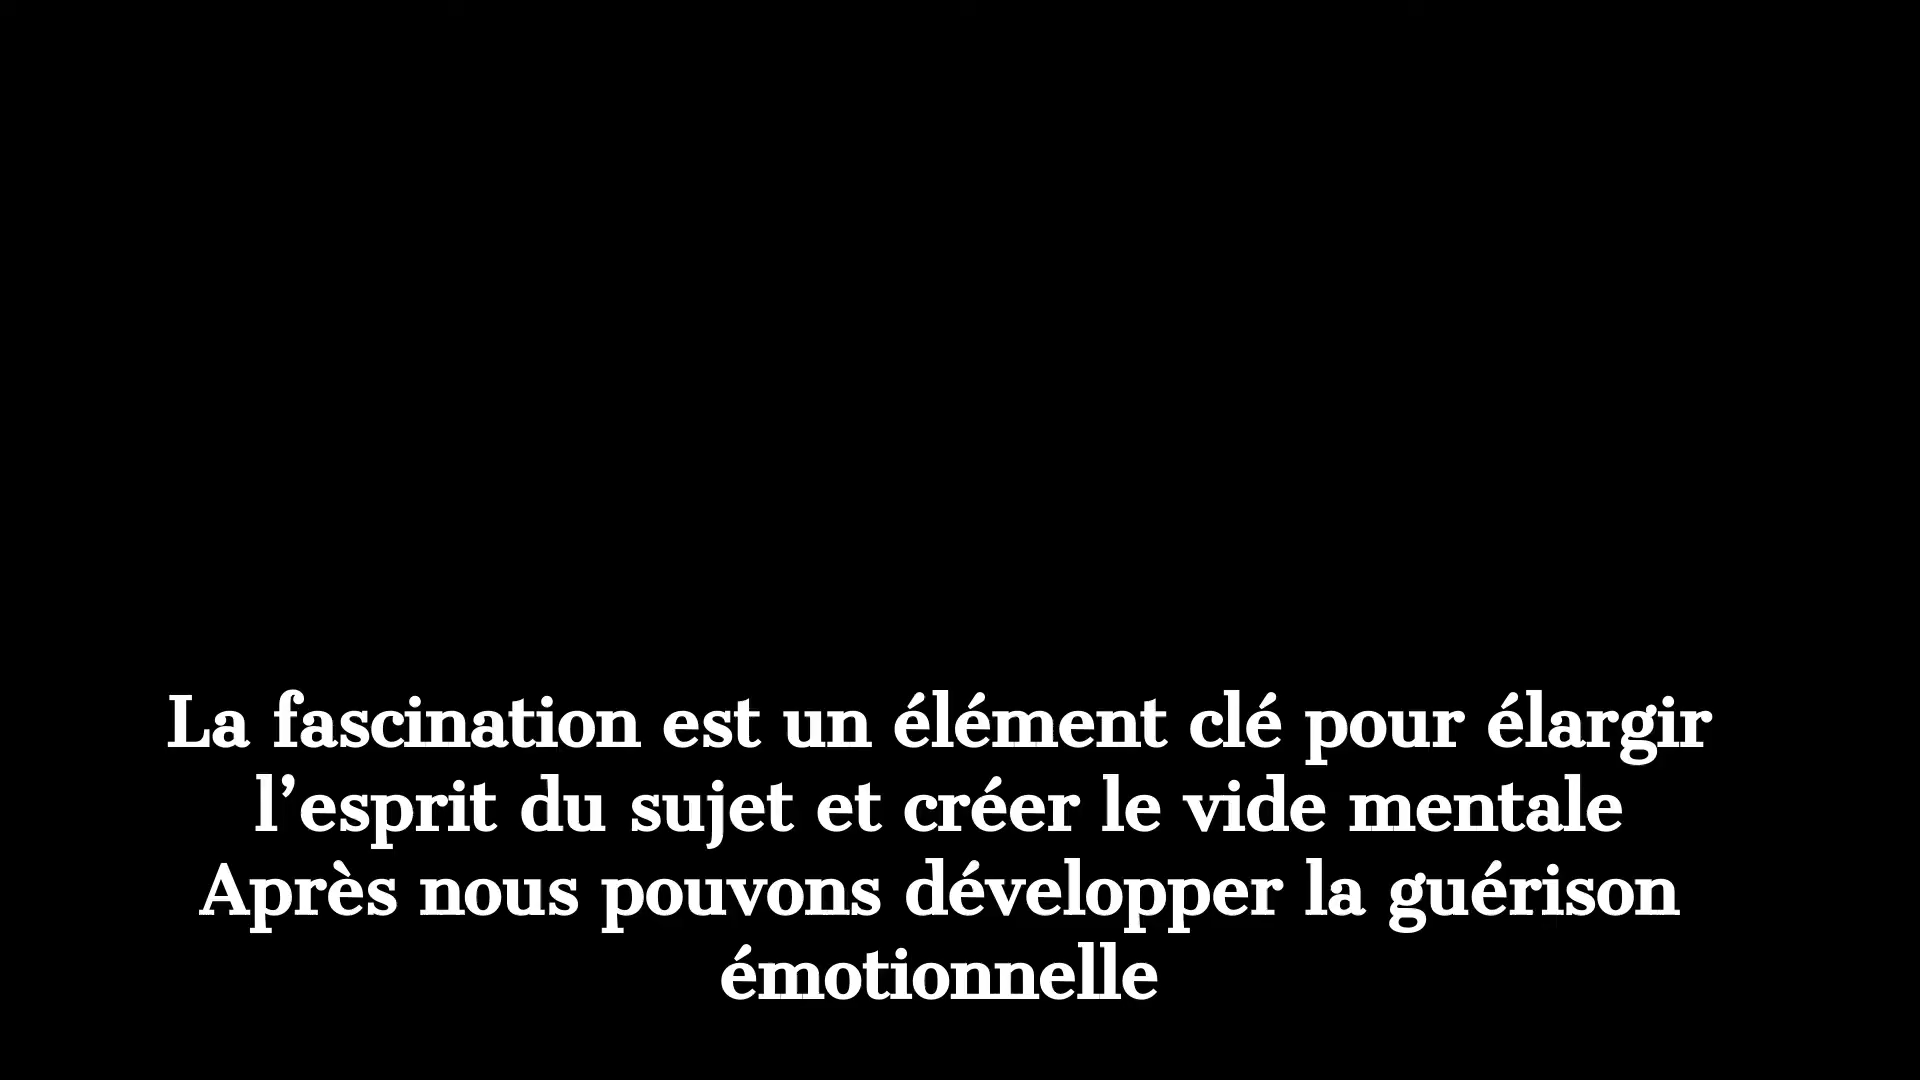 La fascination est un élément clé pour élargir
l’esprit du sujet et créer le vide mentale
Après nous pouvons développer la guérison
émotionnelle